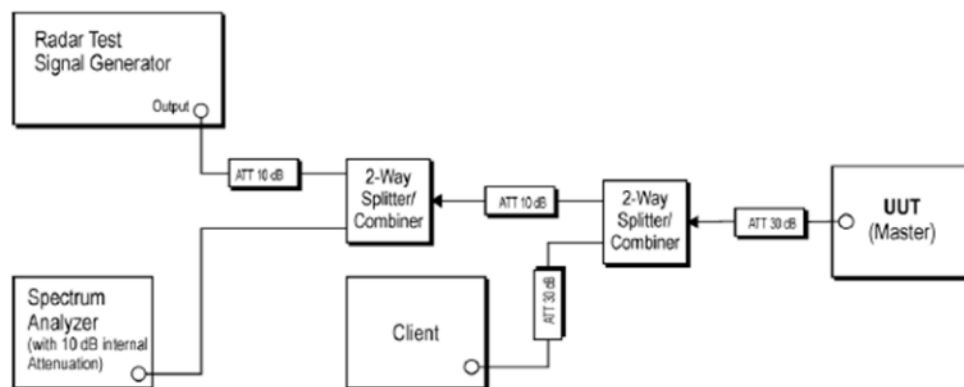 Radar Test
Signal Generator
Output
ATT 10 dB
2-Way
Splitter/
Combiner
ATT 10 dB
2-Way
Splitter/
Combiner
ATT 30 dB
UUT
(Master)
Spectrum
Analyzer
(with 10 dB internal
Attenuation)
Client
ATT 30 dB